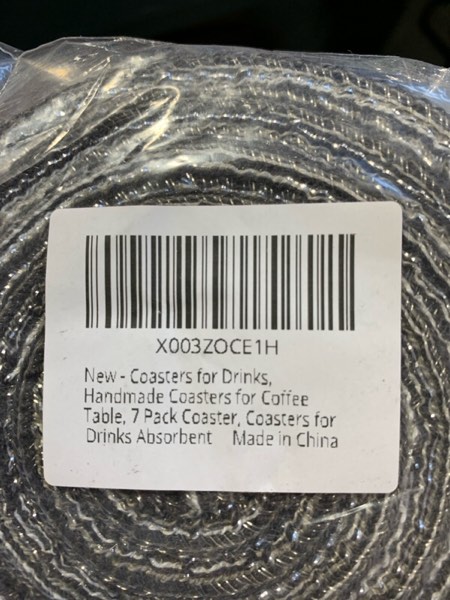 X003ZOCE1H
New - Coasters for Drinks,
Handmade Coasters for Coffee
Table, 7 Pack Coaster, Coasters for
Drinks Absorbent Made in China